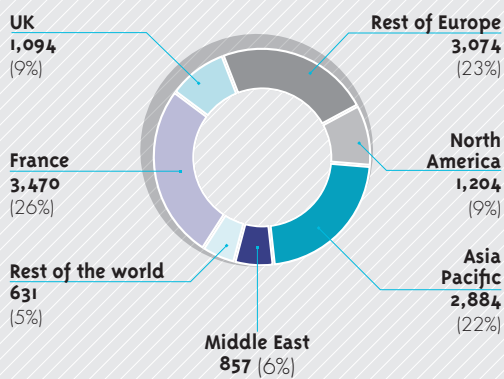 UK
1,094
(9%)
Rest of Europe
3,074
(23%)
North
America
1,204
(9%)
France
3,470
(26%)
Asia
Pacific
2,884
(22%)
Rest of the world
631
(5%)
Middle East
857 (6%)